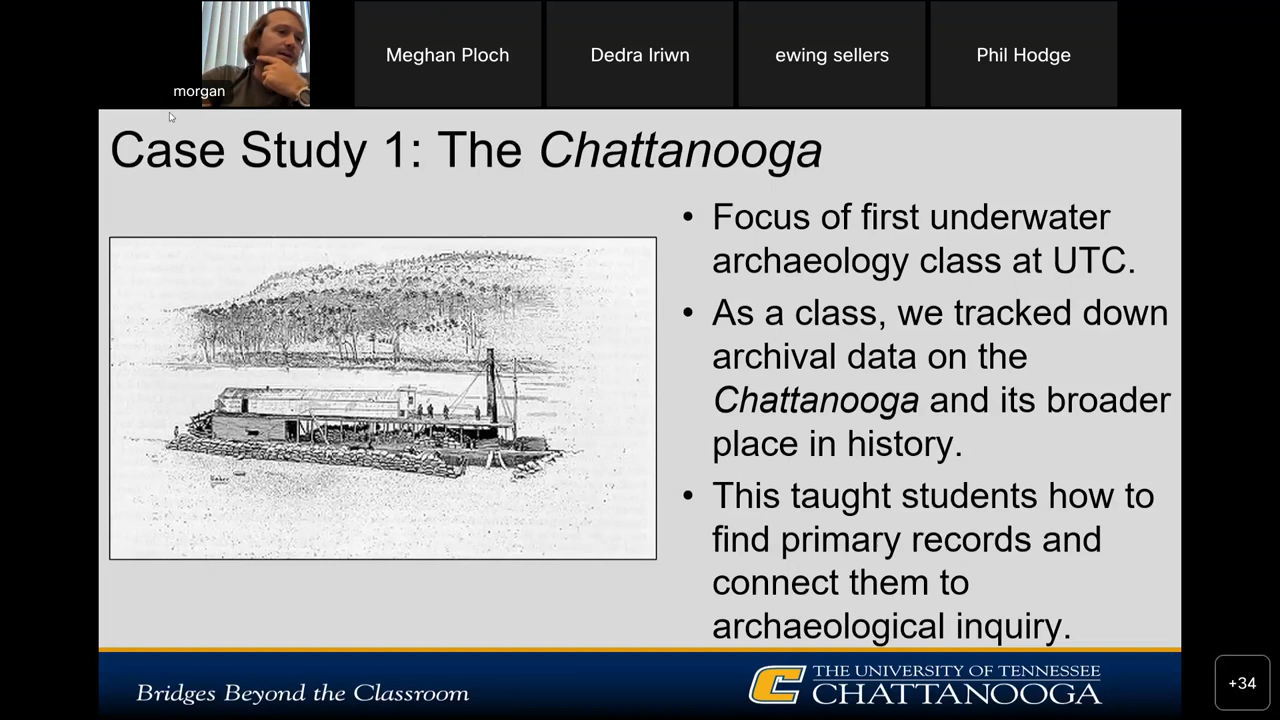 morgan
Meghan Ploch
Dedra Iriwn
ewing sellers
Phil Hodge
Case Study 1: The Chattanooga
• Focus of first underwater
archaeology class at UTC.
• As a class, we tracked down
archival data on the
Chattanooga and its broader
place in history.
• This taught students how to
find primary records and
connect them to
archaeological inquiry.
Bridges Beyond the Classroom
C
THE UNIVERSITY OF TENNESSEE
CHATTANOOGA
+34